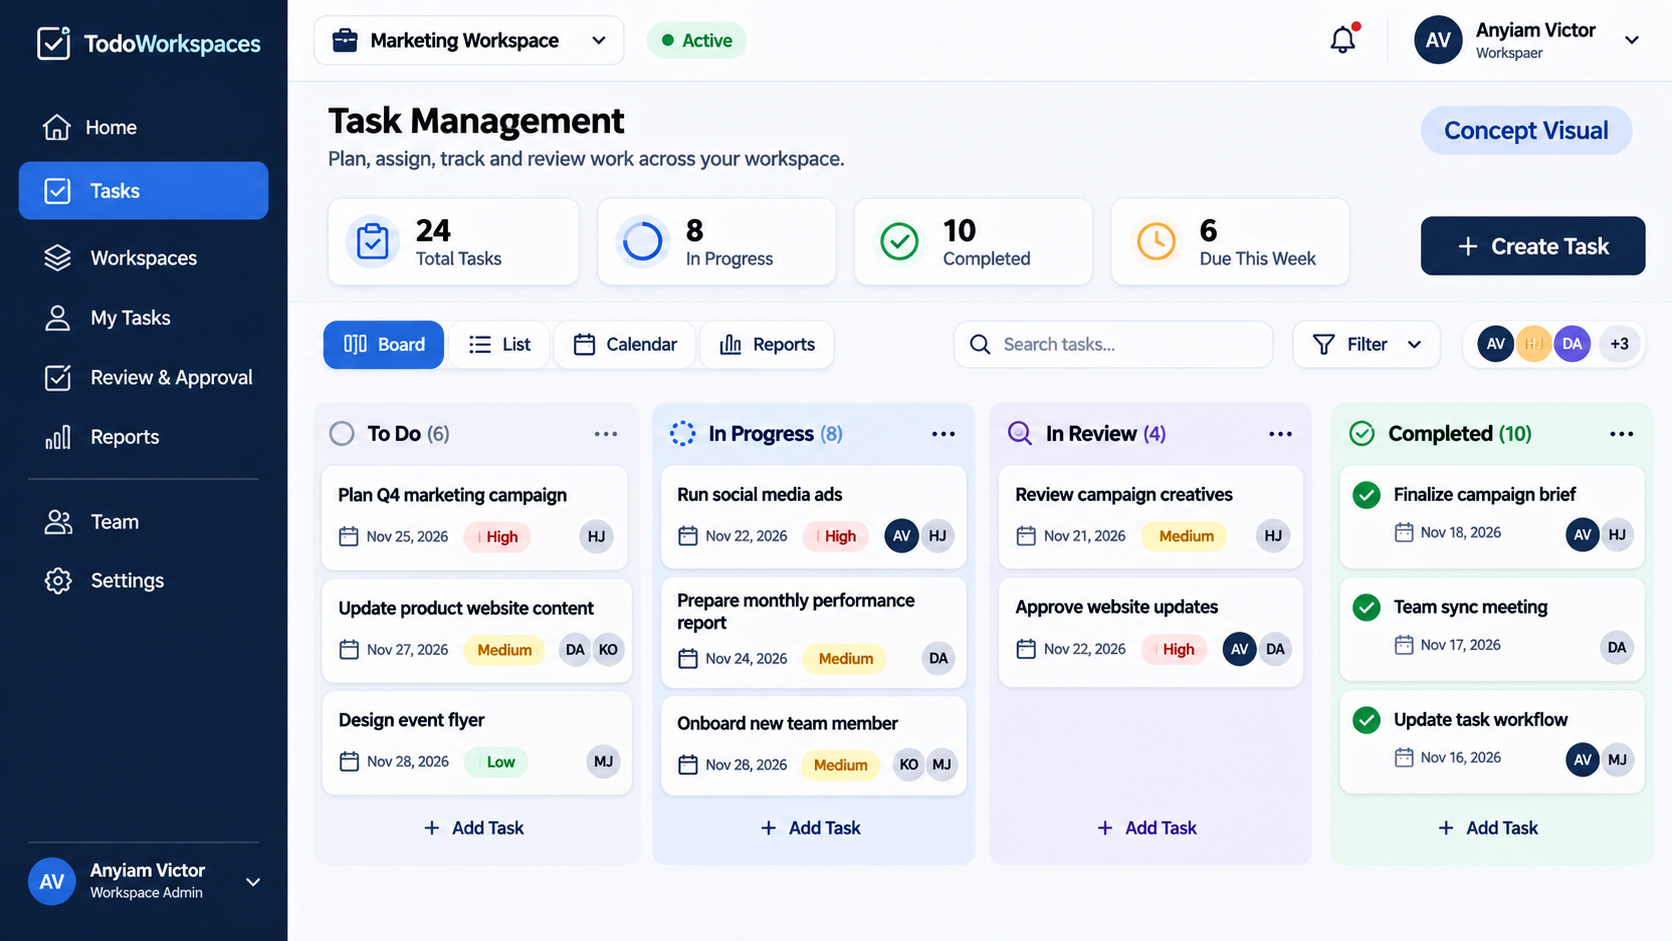 TodoWorkspaces
Home
Tasks
Workspaces
My Tasks
Review & Approval
Reports
Team
Settings
AV
Anyiam Victor
Workspace Admin
Marketing Workspace
Active
AV
Anyiam Victor
Workspaer
Task Management
Plan, assign, track and review work across your workspace.
Concept Visual
24
Total Tasks
8
In Progress
10
Completed
6
Due This Week
+ Create Task
Board
List
Calendar
Reports
Search tasks...
Filter
AV
HJ
DA
+3
To Do (6)
Plan Q4 marketing campaign
Nov 25, 2026 High HJ
Update product website content
Nov 27, 2026 Medium DA KO
Design event flyer
Nov 28, 2026 Low MJ
+ Add Task
In Progress (8)
Run social media ads
Nov 22, 2026 High AV HJ
Prepare monthly performance
report
Nov 24, 2026 Medium DA
Onboard new team member
Nov 28, 2026 Medium KO MJ
+ Add Task
In Review (4)
Review campaign creatives
Nov 21, 2026 Medium HJ
Approve website updates
Nov 22, 2026 High AV DA
+ Add Task
Completed (10)
Finalize campaign brief
Nov 18, 2026 AV HJ
Team sync meeting
Nov 17, 2026 DA
Update task workflow
Nov 16, 2026 AV MJ
+ Add Task